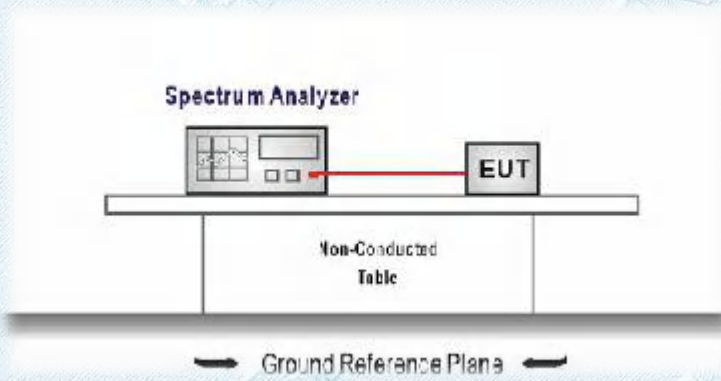 Spectrum Analyzer
EUT
Non-Conducted
Table
Ground Reference Plane